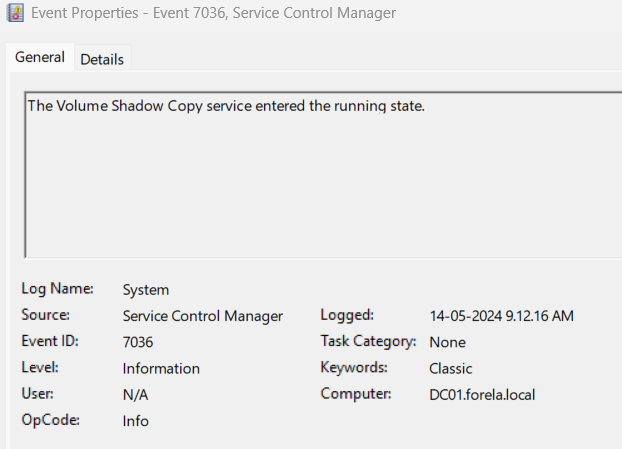 Event Properties - Event 7036, Service Control Manager
General Details
The Volume Shadow Copy service entered the running state.
Log Name: System
Source: Service Control Manager Logged: 14-05-2024 9.12.16 AM
Event ID: 7036 Task Category: None
Level: Information Keywords: Classic
User: N/A Computer: DC01.forela.local
OpCode: Info